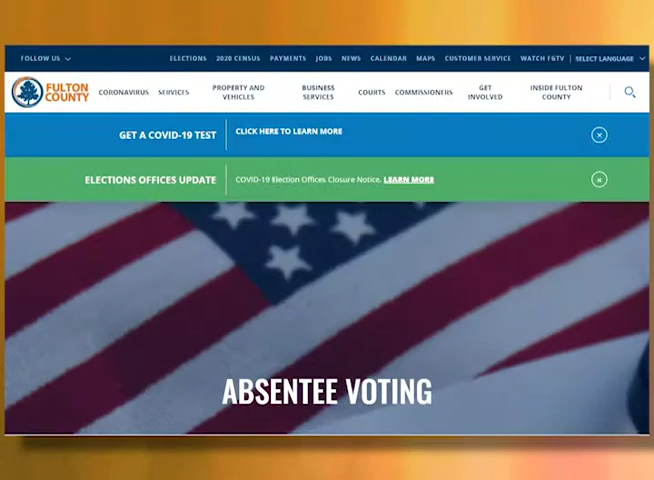 FOLLOW US ELECTIONS 2020 CENSUS PAYMENTS JOBS NEWS CALENDAR MAPS CUSTOMER SERVICE WATCH FGTV SELECT LANGUAGE
FULTON COUNTY CORONAVIRUS SERVICES PROPERTY AND VEHICLES BUSINESS SERVICES COURTS COMMISSIONERS GET INVOLVED INSIDE FULTON COUNTY
GET A COVID-19 TEST CLICK HERE TO LEARN MORE
ELECTIONS OFFICES UPDATE COVID-19 Election Offices Closure Notice. LEARN MORE
ABSENTEE VOTING